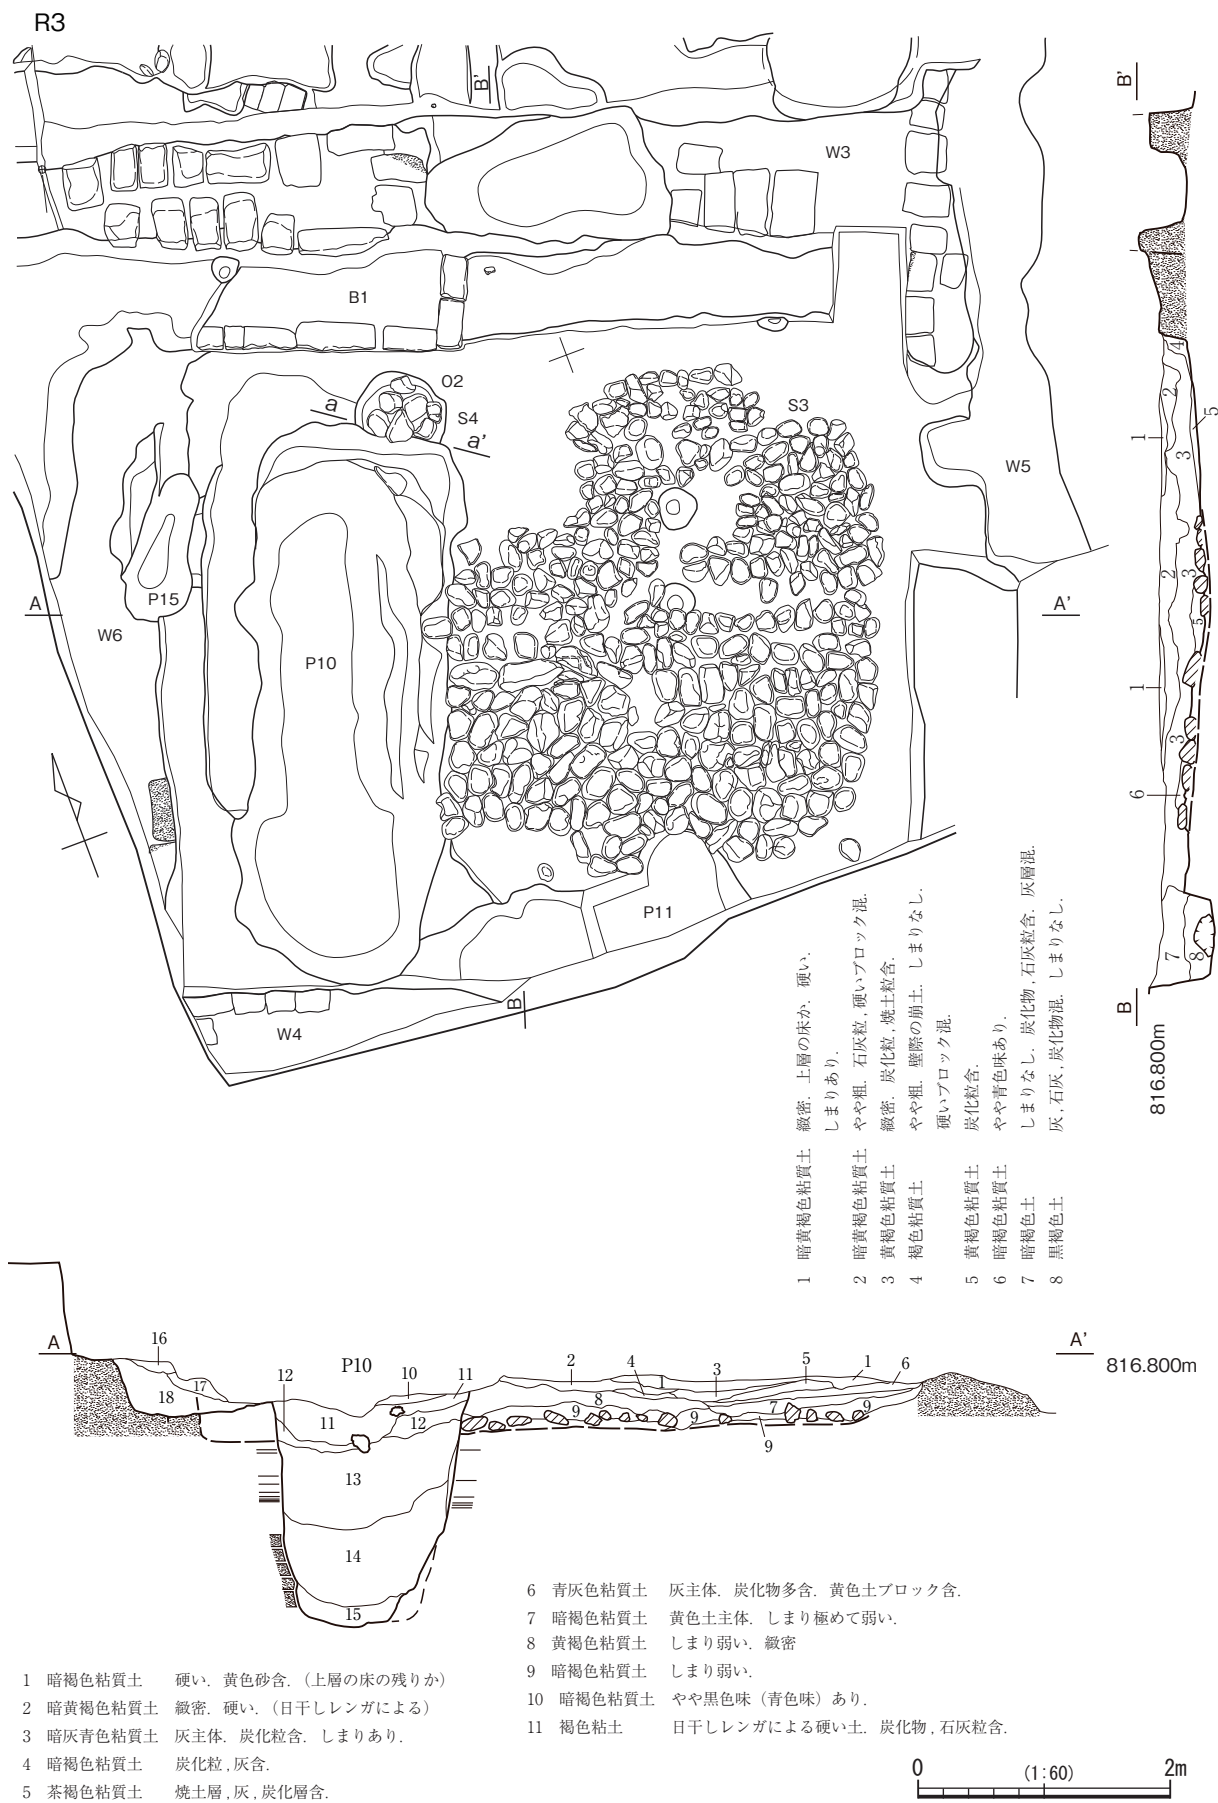 R3
B'
B'
W3
B1
O2
a
S4
a'
S3
W5
A
P15
W6
P10
A'
P11
B
W4
4
2
5
1
3
2
3
5
1
3
6
7
8
B
816.800m
1 暗黄褐色粘質土 緻密．上層の床か．硬い．
しまりあり．
2 暗黄褐色粘質土 やや粗．石灰粒，硬いブロック混．
3 黄褐色粘質土 緻密．炭化粒，焼土粒含．
4 褐色粘質土 やや粗．壁際の崩土．しまりなし．
硬いブロック混．
5 黄褐色粘質土 炭化粒含．
6 暗褐色粘質土 やや青色味あり．
7 暗褐色土 しまりなし．炭化物，石灰粒含．灰層混．
8 黒褐色土 灰，石灰，炭化物混．しまりなし．
A
16
P10
A'
816.800m
12
10
11
2
4
1
3
5
1
6
17
18
11
12
8
9
9
7
9
9
13
14
15
6 青灰色粘質土 灰主体．炭化物多含．黄色土ブロック含．
7 暗褐色粘質土 黄色土主体．しまり極めて弱い．
8 黄褐色粘質土 しまり弱い．緻密
9 暗褐色粘質土 しまり弱い．
10 暗褐色粘質土 やや黒色味（青色味）あり．
11 褐色粘土 日干しレンガによる硬い土．炭化物，石灰粒含．
1 暗褐色粘質土 硬い．黄色砂含．（上層の床の残りか）
2 暗黄褐色粘質土 緻密．硬い．（日干しレンガによる）
3 暗灰青色粘質土 灰主体．炭化粒含．しまりあり．
4 暗褐色粘質土 炭化粒，灰含．
5 茶褐色粘質土 焼土層，灰，炭化層含．
0 (1:60) 2m